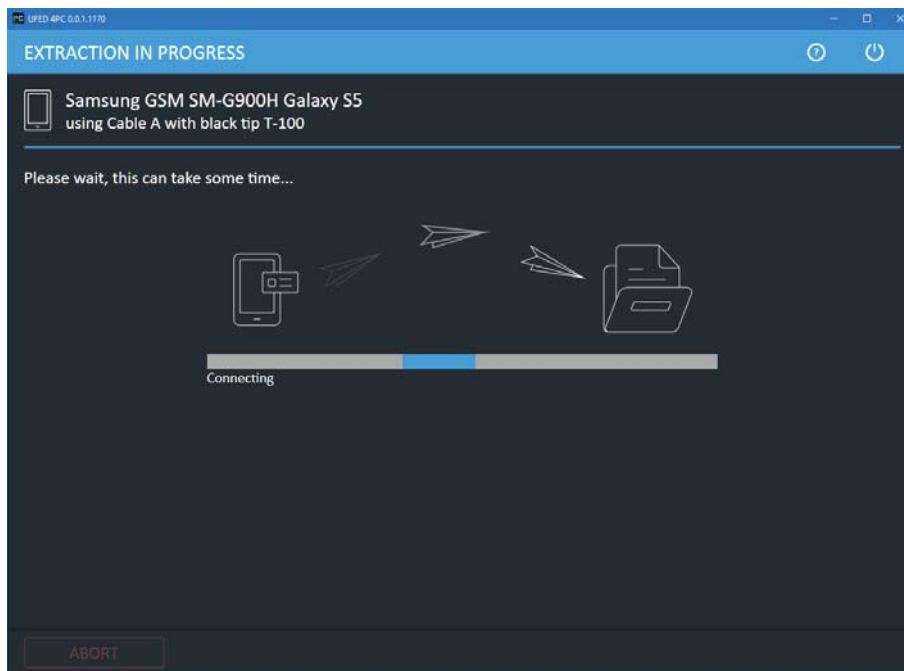 UFED 4PC 0.0.1.1170
EXTRACTION IN PROGRESS
Samsung GSM SM-G900H Galaxy S5
using Cable A with black tip T-100
Please wait, this can take some time...
Connecting
ABORT